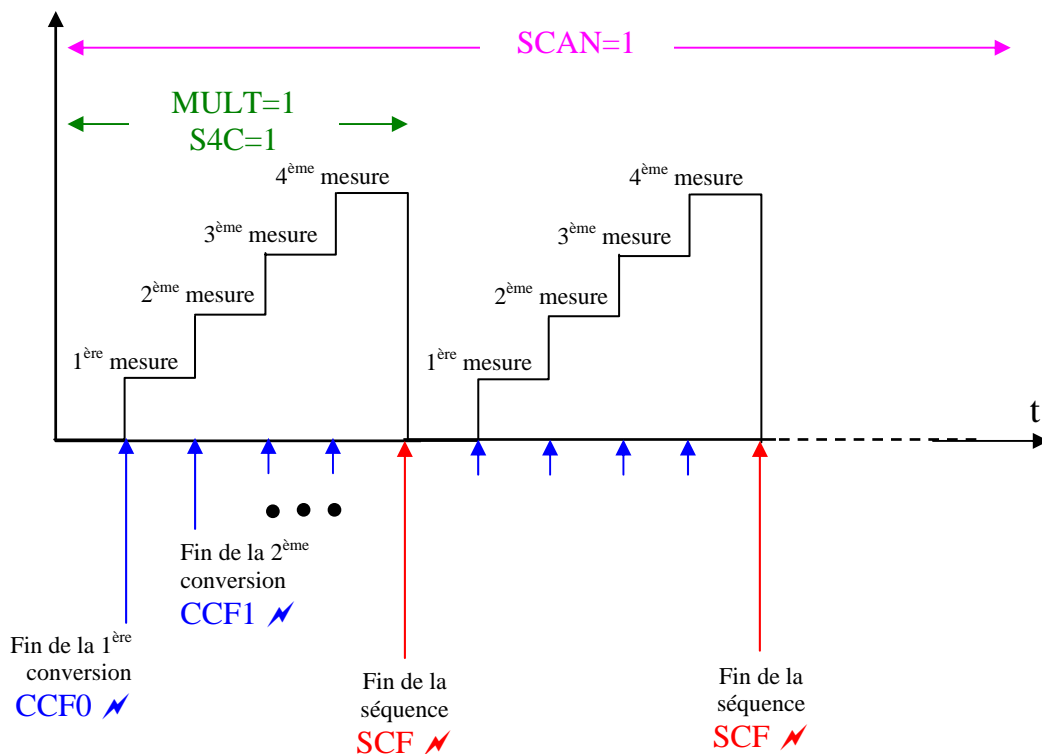 SCAN=1
MULT=1
S4C=1
4ème mesure
3ème mesure
2ème mesure
1ère mesure
4ème mesure
3ème mesure
2ème mesure
1ère mesure
t
Fin de la 1ère
conversion
CCF0
Fin de la 2ème
conversion
CCF1
Fin de la
séquence
SCF
Fin de la
séquence
SCF